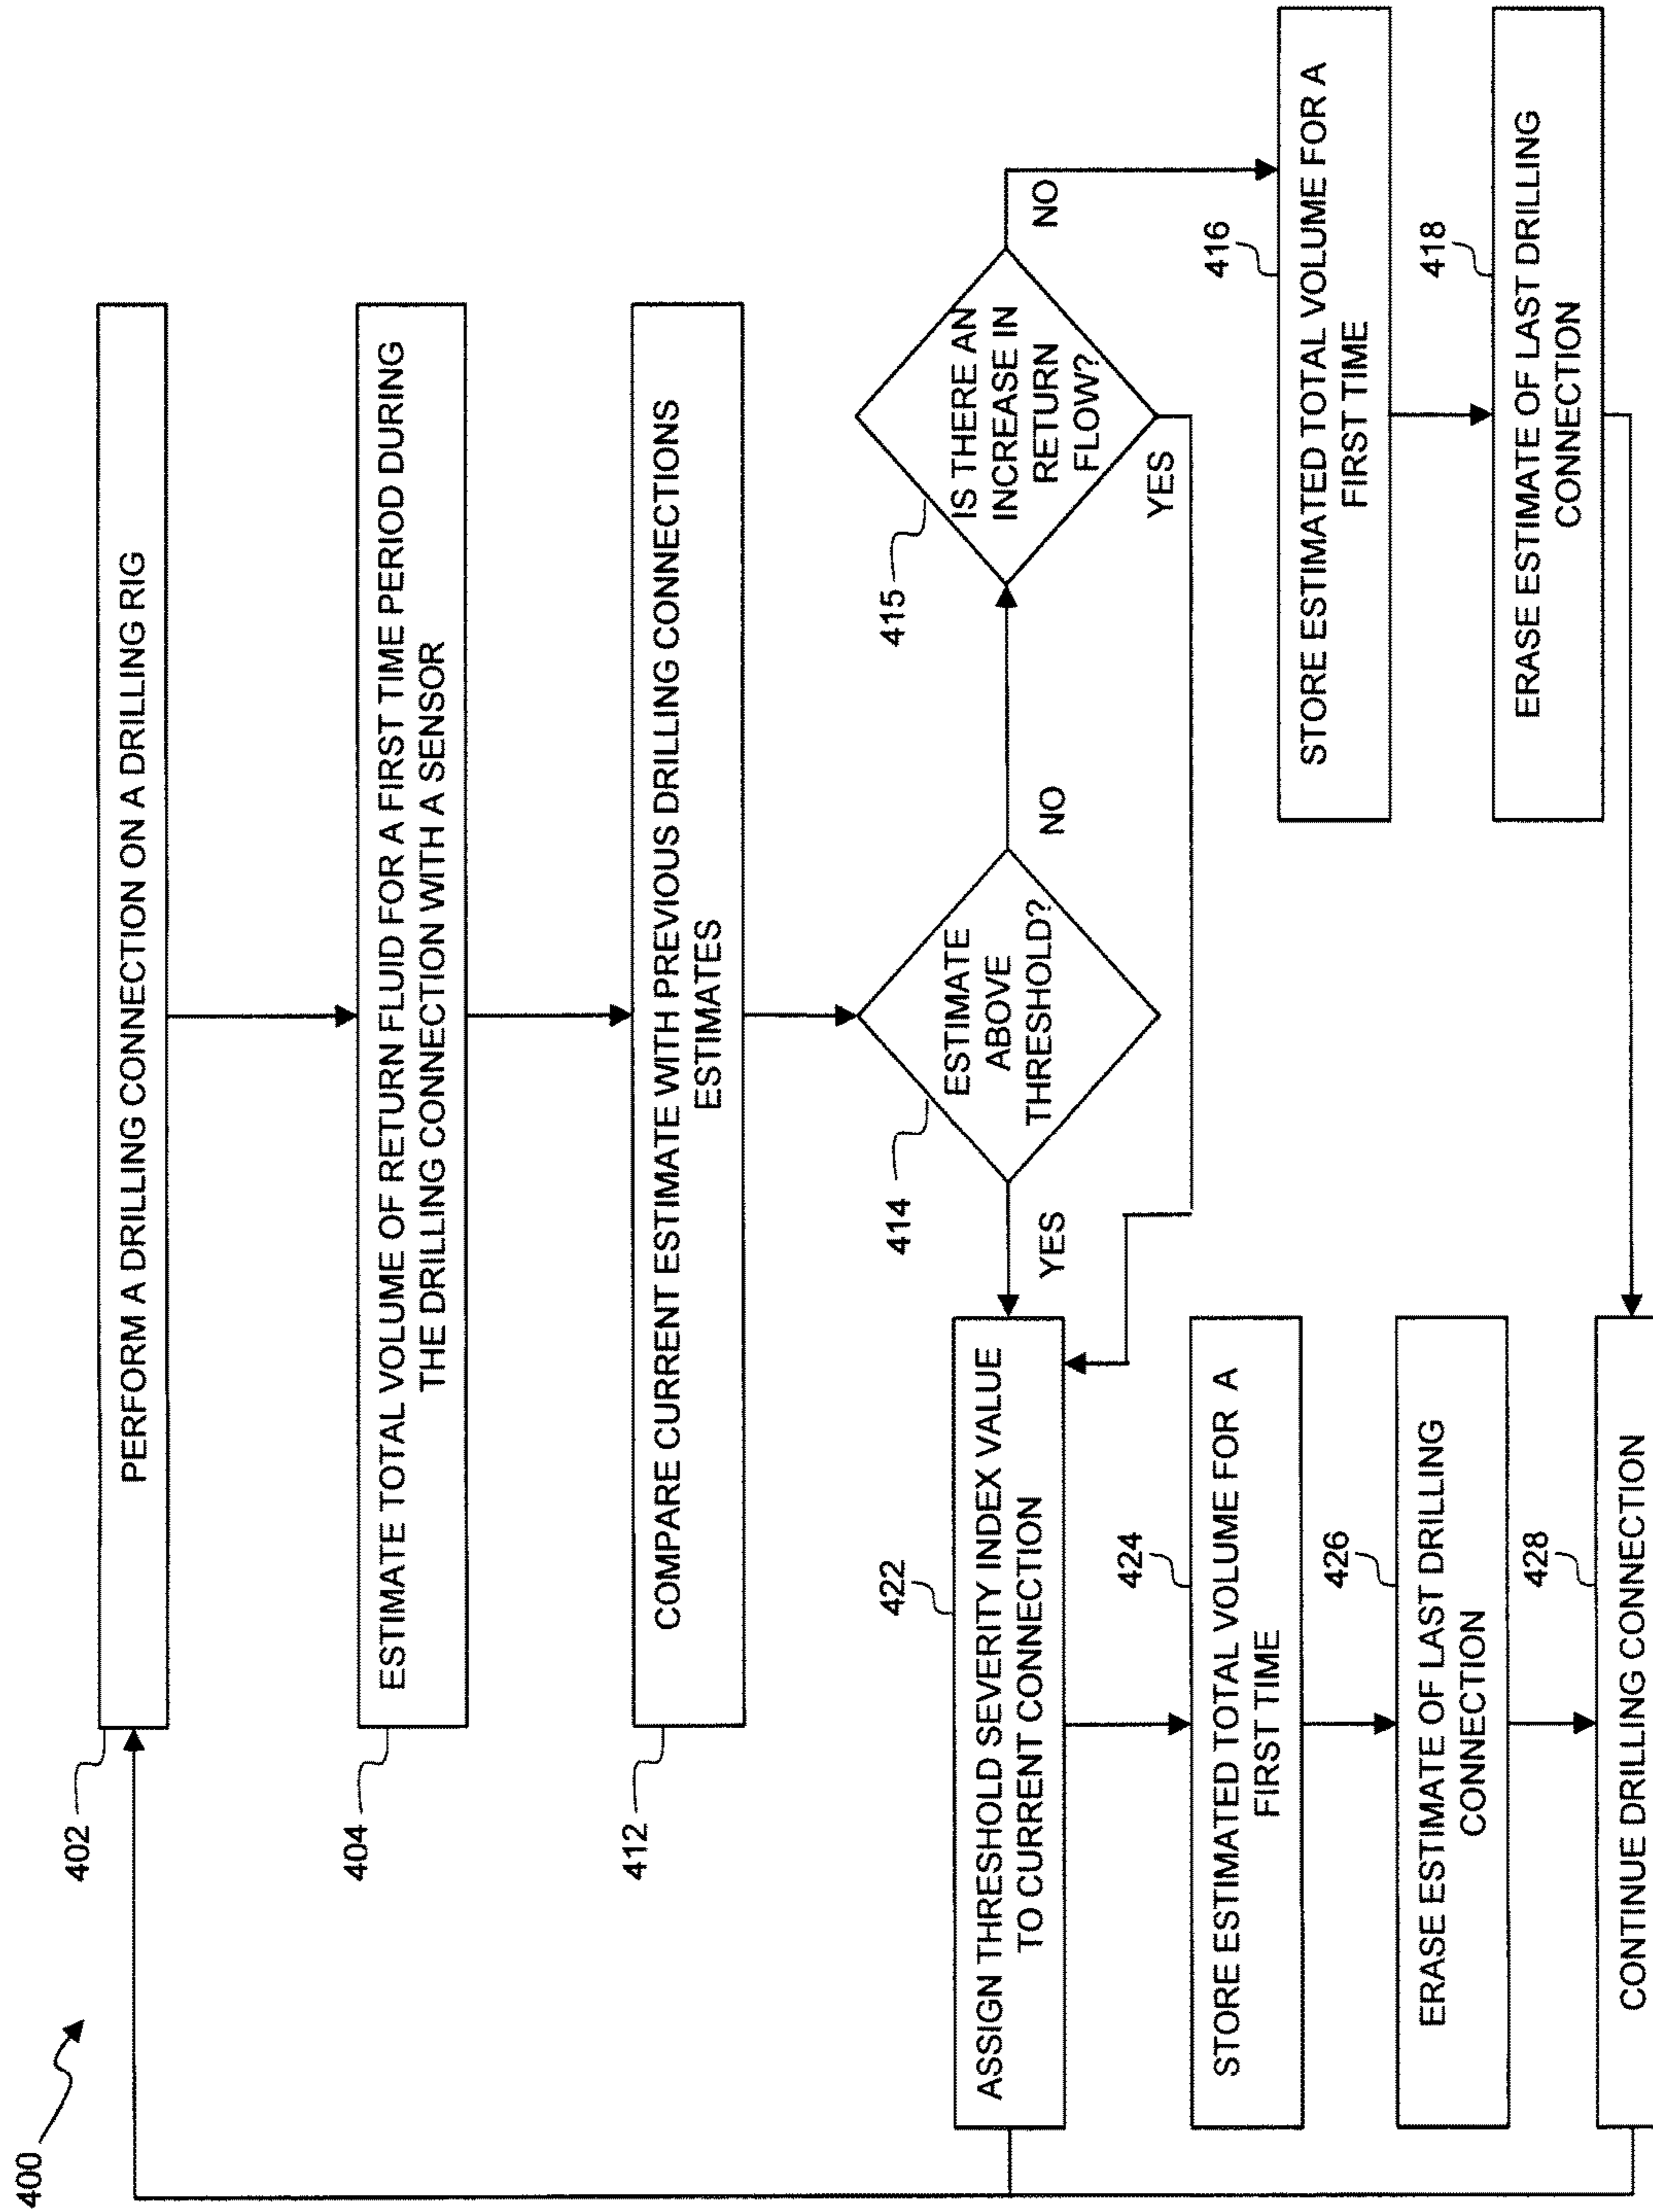 400
402
PERFORM A DRILLING CONNECTION ON A DRILLING RIG
404
ESTIMATE TOTAL VOLUME OF RETURN FLUID FOR A FIRST TIME PERIOD DURING
THE DRILLING CONNECTION WITH A SENSOR
412
COMPARE CURRENT ESTIMATE WITH PREVIOUS DRILLING CONNECTIONS
ESTIMATES
414
ESTIMATE
ABOVE
THRESHOLD?
YES
NO
415
IS THERE AN
INCREASE IN
RETURN
FLOW?
YES
NO
422
ASSIGN THRESHOLD SEVERITY INDEX VALUE
TO CURRENT CONNECTION
424
STORE ESTIMATED TOTAL VOLUME FOR A
FIRST TIME
426
ERASE ESTIMATE OF LAST DRILLING
CONNECTION
428
CONTINUE DRILLING CONNECTION
416
STORE ESTIMATED TOTAL VOLUME FOR A
FIRST TIME
418
ERASE ESTIMATE OF LAST DRILLING
CONNECTION